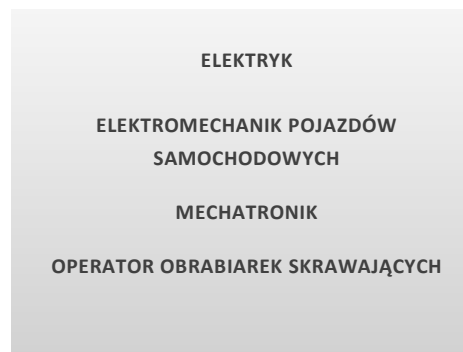 ELEKTRYK
ELEKTROMECHANIK POJAZDÓW
SAMOCHODOWYCH
MECHATRONIK
OPERATOR OBRABIAREK SKRAWAJĄCYCH